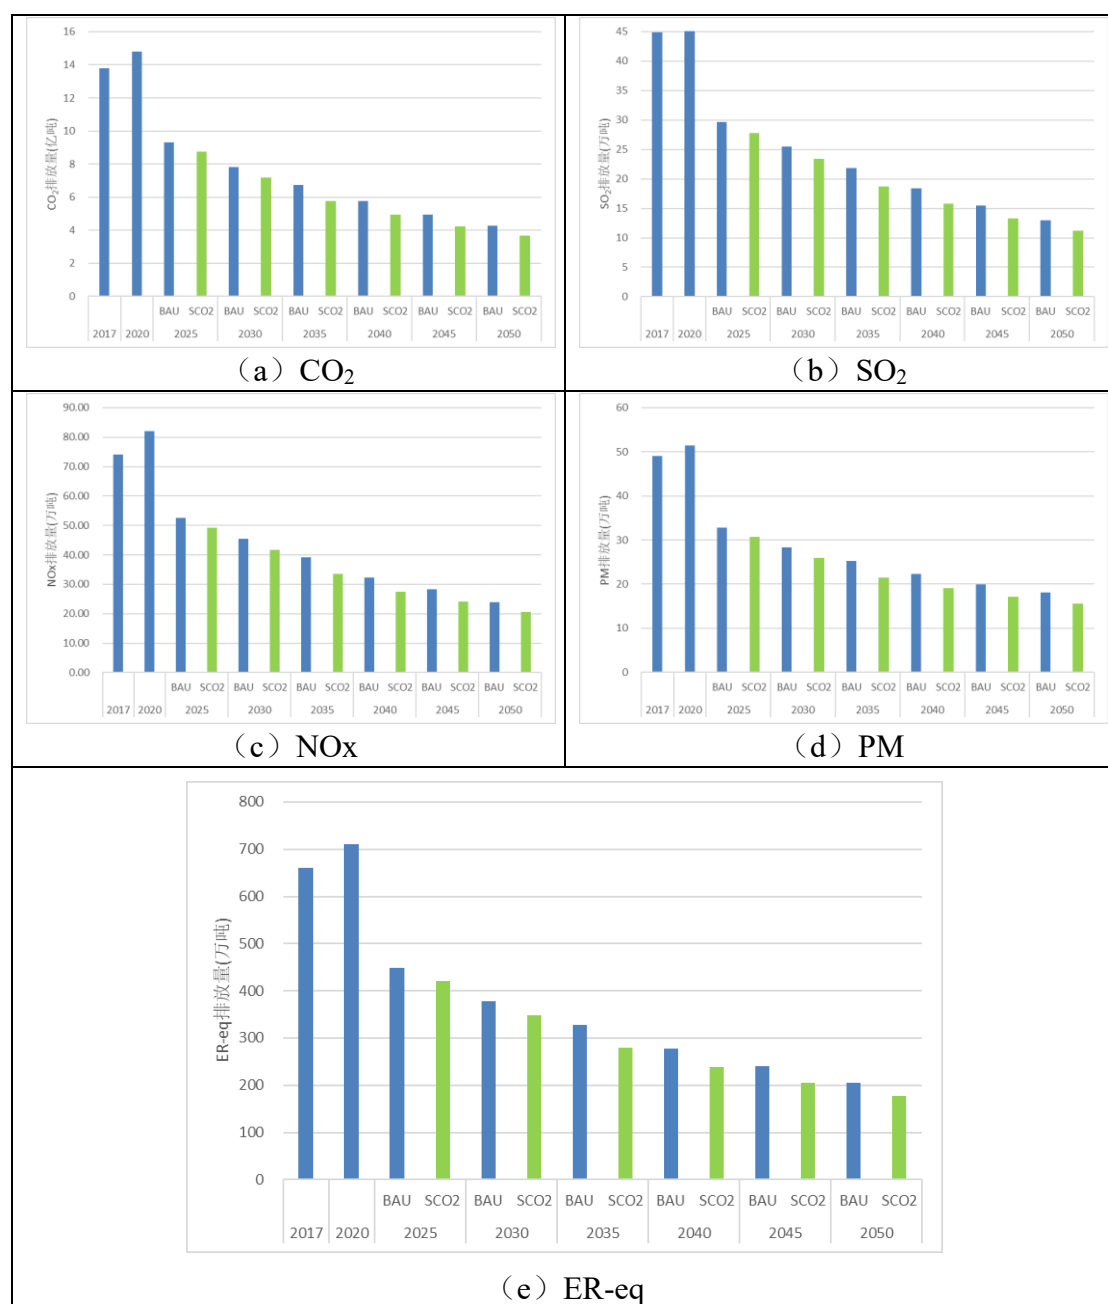 16
14
12
10
8
6
4
2
0
CO₂排放量(亿吨)
BAU SCO2 BAU SCO2 BAU SCO2 BAU SCO2 BAU SCO2 BAU SCO2
2017 2020 2025 2030 2035 2040 2045 2050
（a）CO₂
45
40
35
30
25
20
15
10
5
0
SO₂排放量(万吨)
BAU SCO2 BAU SCO2 BAU SCO2 BAU SCO2 BAU SCO2 BAU SCO2
2017 2020 2025 2030 2035 2040 2045 2050
（b）SO₂
90.00
80.00
70.00
60.00
50.00
40.00
30.00
20.00
10.00
0.00
NOx排放量(万吨)
BAU SCO2 BAU SCO2 BAU SCO2 BAU SCO2 BAU SCO2 BAU SCO2
2017 2020 2025 2030 2035 2040 2045 2050
（c）NOx
60
50
40
30
20
10
0
PM排放量(万吨)
BAU SCO2 BAU SCO2 BAU SCO2 BAU SCO2 BAU SCO2 BAU SCO2
2017 2020 2025 2030 2035 2040 2045 2050
（d）PM
800
700
600
500
400
300
200
100
0
ER-eq排放量(万吨)
BAU SCO2 BAU SCO2 BAU SCO2 BAU SCO2 BAU SCO2 BAU SCO2
2017 2020 2025 2030 2035 2040 2045 2050
（e）ER-eq